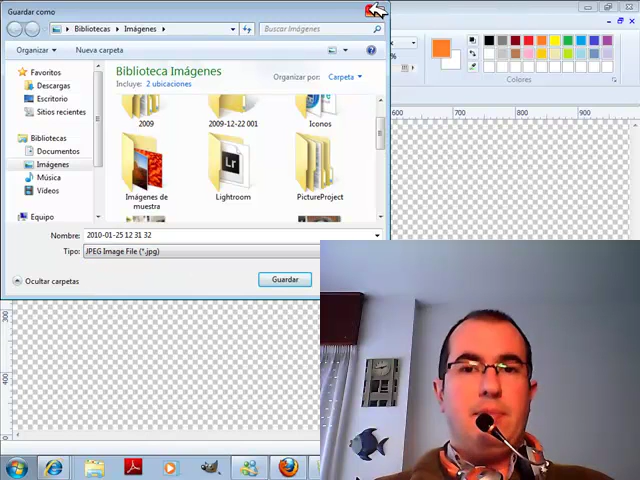 Guardar como
Bibliotecas
Imágenes
Buscar Imágenes
Organizar
Nueva carpeta
Favoritos
Descargas
Escritorio
Sitios recientes
Bibliotecas
Documentos
Imágenes
Música
Vídeos
Equipo
Biblioteca Imágenes
Incluye: 2 ubicaciones
Organizar por: Carpeta
2009
2009-12-22 001
Iconos
Imágenes de muestra
Lr
Lightroom
PictureProject
Nombre: 2010-01-25 12 31 32
Tipo: JPEG Image File (*.jpg)
Ocultar carpetas
Guardar
%
Colores
600
700
800
900
300
400